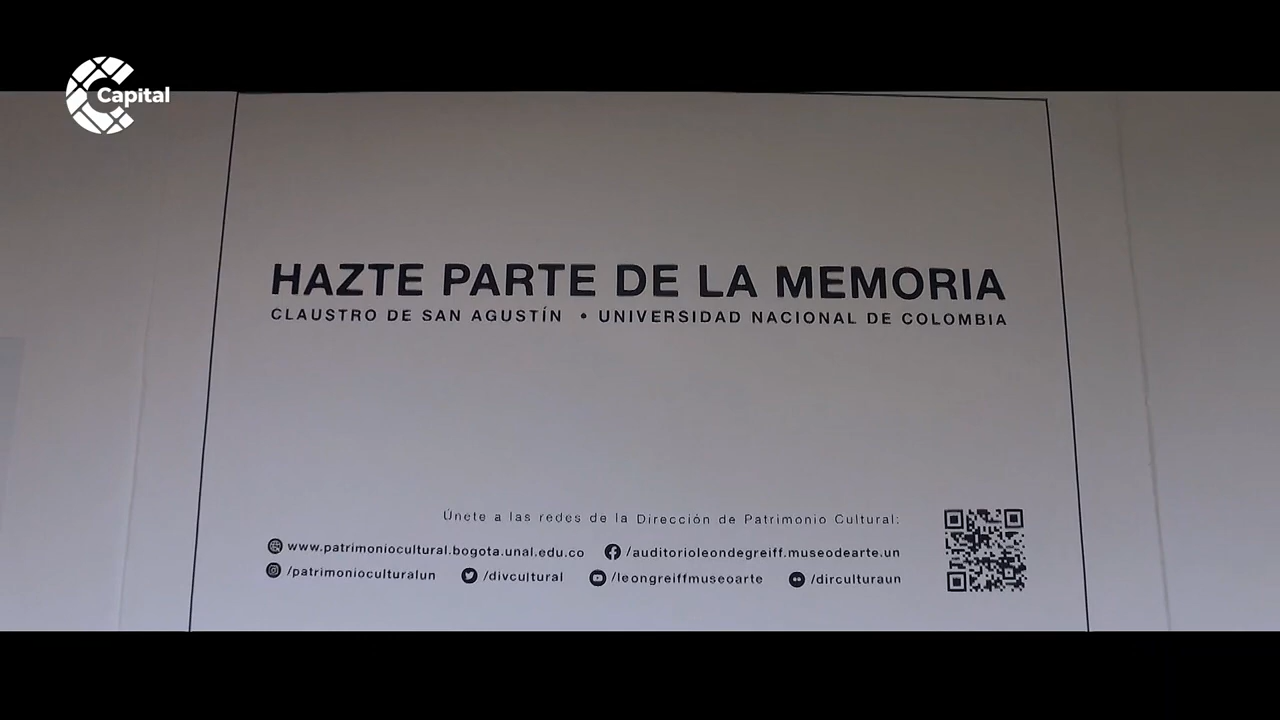 Capital
HAZTE PARTE DE LA MEMORIA
CLAUSTRO DE SAN AGUSTÍN • UNIVERSIDAD NACIONAL DE COLOMBIA
Únete a las redes de la Dirección de Patrimonio Cultural:
www.patrimoniocultural.bogota.unal.edu.co /auditorioleondegreiff.museodearte.un
/patrimonioculturalun /divcultural /leongreiffmuseoarte /dirculturaun